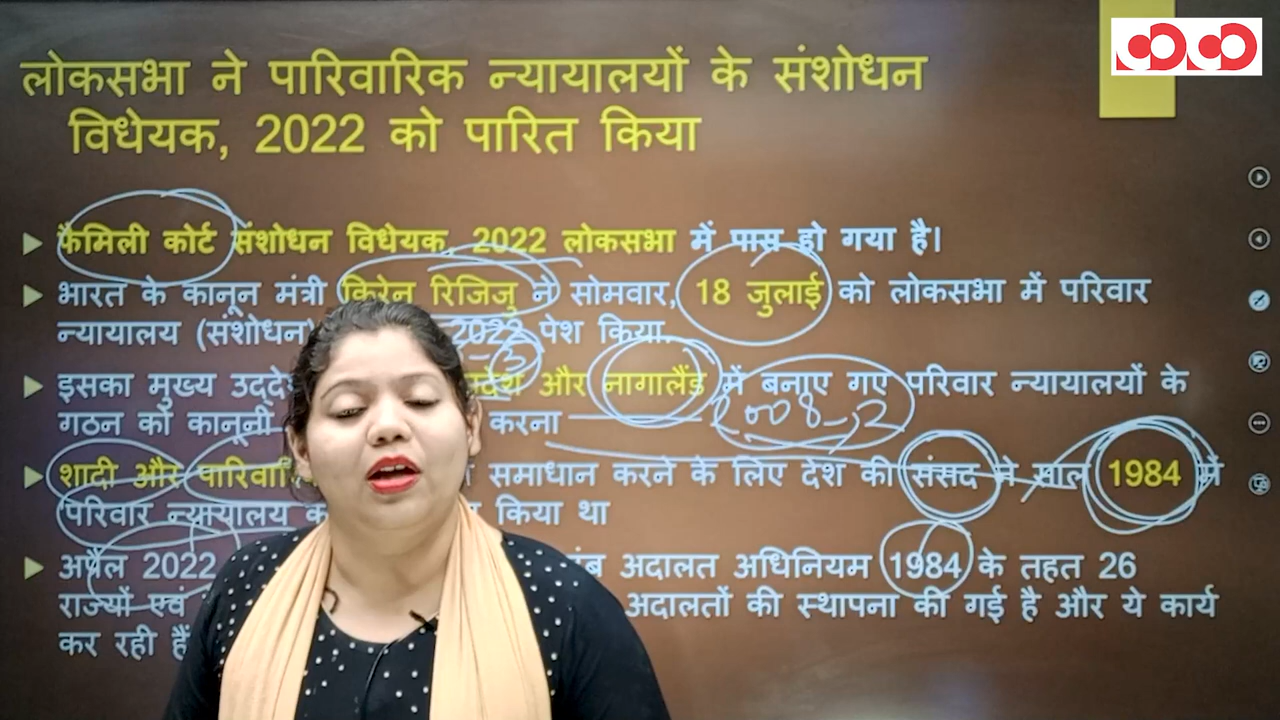 लोकसभा ने पारिवारिक न्यायालयों के संशोधन
विधेयक, 2022 को पारित किया
फैमिली कोर्ट संशोधन विधेयक, 2022 लोकसभा में पास हो गया है।
भारत के कानून मंत्री किरेन रिजिजु ने सोमवार, 18 जुलाई को लोकसभा में परिवार
न्यायालय (संशोधन) 2022 पेश किया.
इसका मुख्य और नागालैंड में बनाए गए परिवार न्यायालयों के
गठन को कानूनी करना
2008
शादी और समाधान करने के लिए देश की संसद ने साल 1984 में
परिवार न्यायालय किया था
अप्रैल 2022 अदालत अधिनियम 1984 के तहत 26
राज्यों एवं अदालतों की स्थापना की गई है और ये कार्य
कर रही हैं